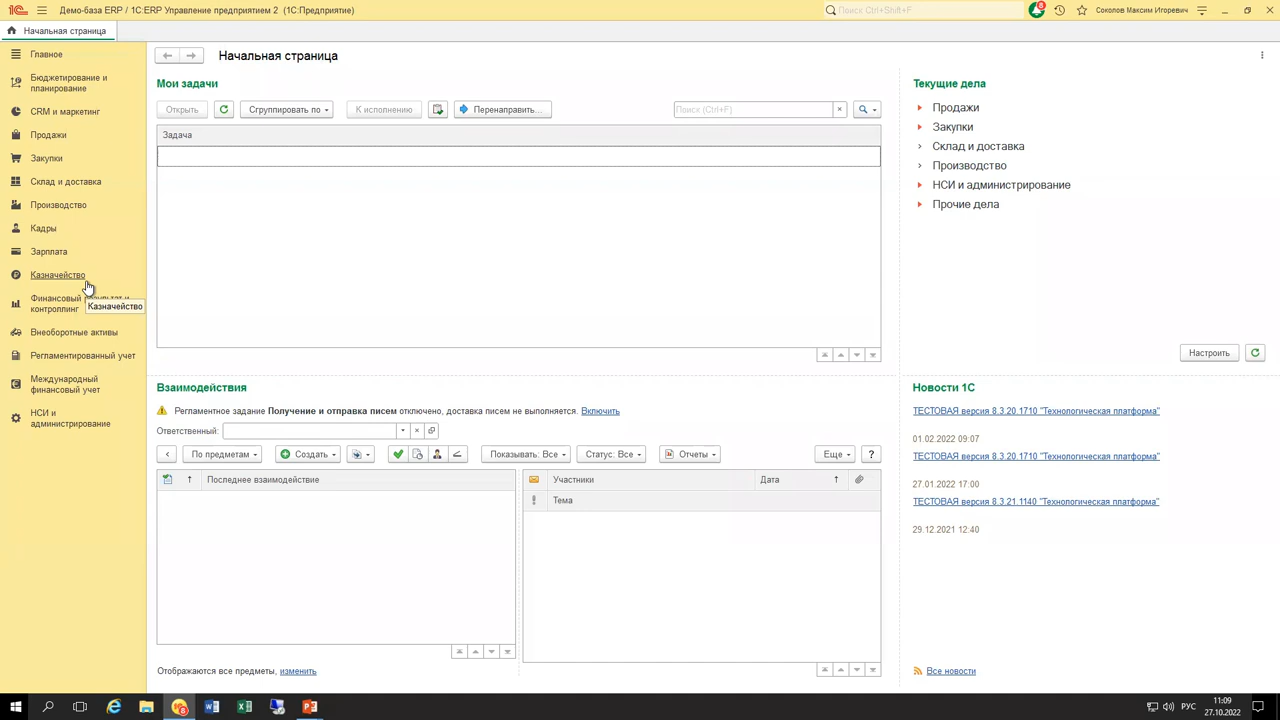 Демо-база ERP / 1С:ERP Управление предприятием 2 (1С:Предприятие)
Поиск Ctrl+Shift+F
8
Соколов Максим Игоревич
Начальная страница
Главное
Бюджетирование и
планирование
CRM и маркетинг
Продажи
Закупки
Склад и доставка
Производство
Кадры
Зарплата
Казначейство
Финансовый результат и
контроллинг
Казначейство
Внеоборотные активы
Регламентированный учет
Международный
финансовый учет
НСИ и
администрирование
Начальная страница
Мои задачи
Открыть
Сгруппировать по
К исполнению
Перенаправить...
Поиск (Ctrl+F)
Задача
Текущие дела
Продажи
Закупки
Склад и доставка
Производство
НСИ и администрирование
Прочие дела
Настроить
Взаимодействия
Регламентное задание Получение и отправка писем отключено, доставка писем не выполняется. Включить
Ответственный:
По предметам
Создать
Показывать: Все
Статус: Все
Отчеты
Еще
?
Последнее взаимодействие
Участники
Дата
Тема
Отображаются все предметы, изменить
Новости 1С
ТЕСТОВАЯ версия 8.3.20.1710 "Технологическая платформа"
01.02.2022 09:07
ТЕСТОВАЯ версия 8.3.20.1710 "Технологическая платформа"
27.01.2022 17:00
ТЕСТОВАЯ версия 8.3.21.1140 "Технологическая платформа"
29.12.2021 12:40
Все новости
РУС
11:09
27.10.2022